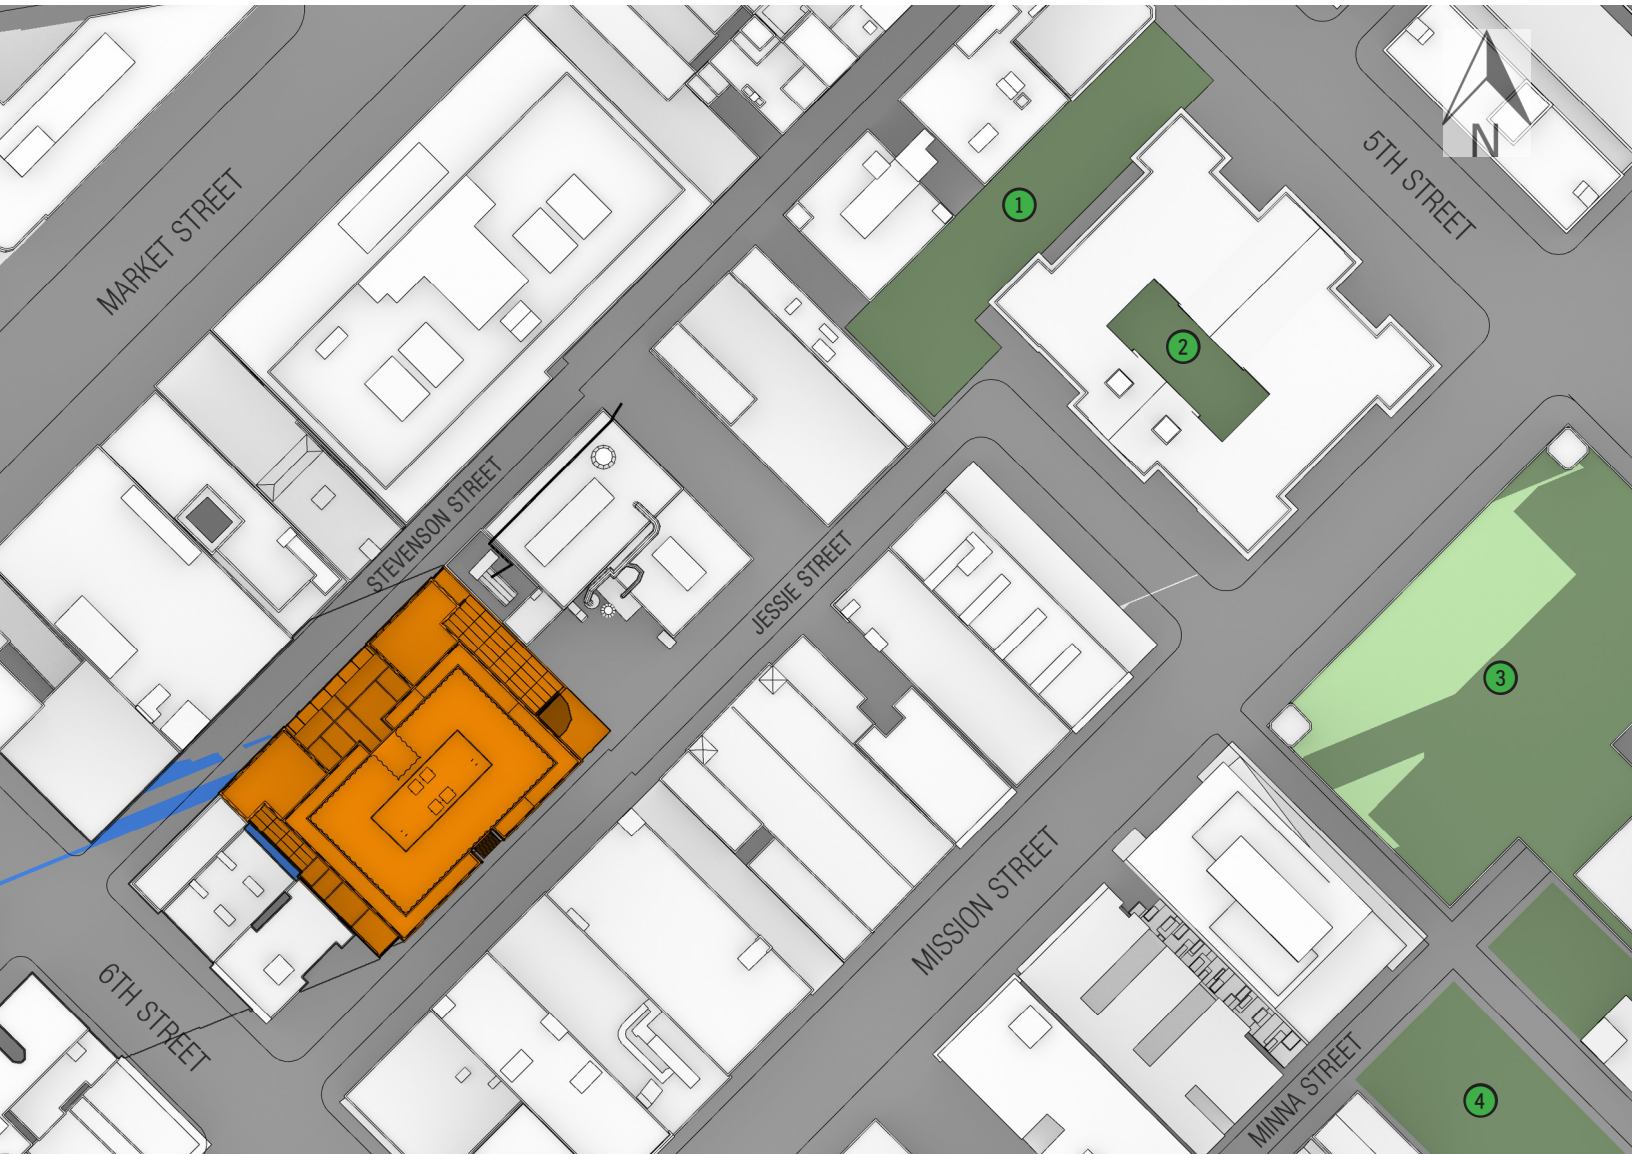 N
5TH STREET
1
MARKET STREET
2
STEVENSON STREET
JESSIE STREET
3
MISSION STREET
6TH STREET
MINNA STREET
4